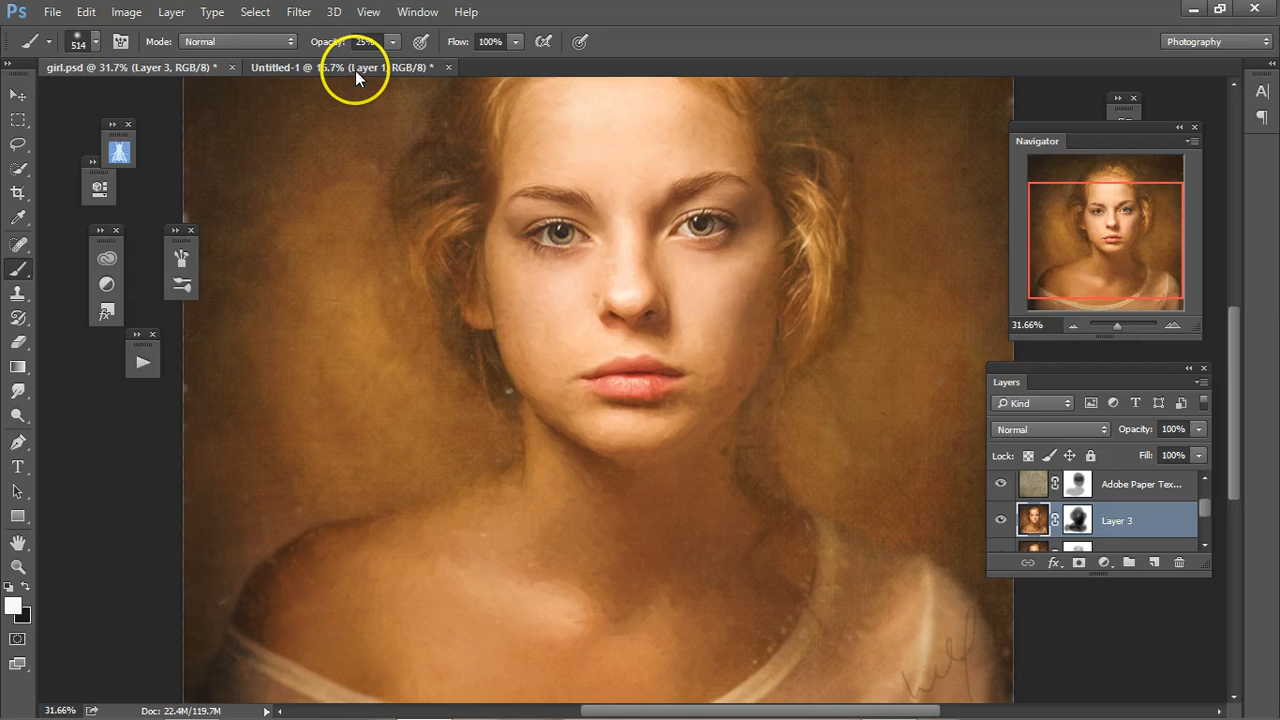 Ps File Edit Image Layer Type Select Filter 3D View Window Help
514 Mode: Normal Opacity: 25% Flow: 100% Photography
girl.psd @ 31.7% (Layer 3, RGB/8) * Untitled-1 @ 16.7% (Layer 1, RGB/8) *
Navigator
31.66%
Layers
Kind
Normal Opacity: 100%
Lock: Fill: 100%
Adobe Paper Tex...
Layer 3
fx
31.66% Doc: 22.4M/119.7M